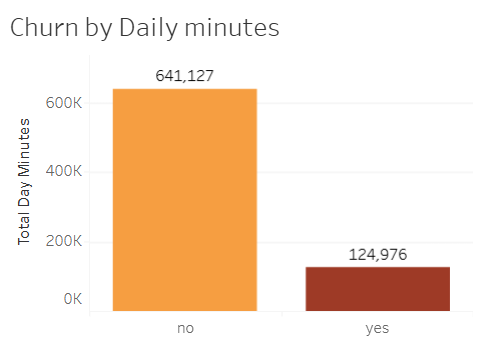 Churn by Daily minutes
Total Day Minutes
600K
400K
200K
0K
641,127
124,976
no
yes